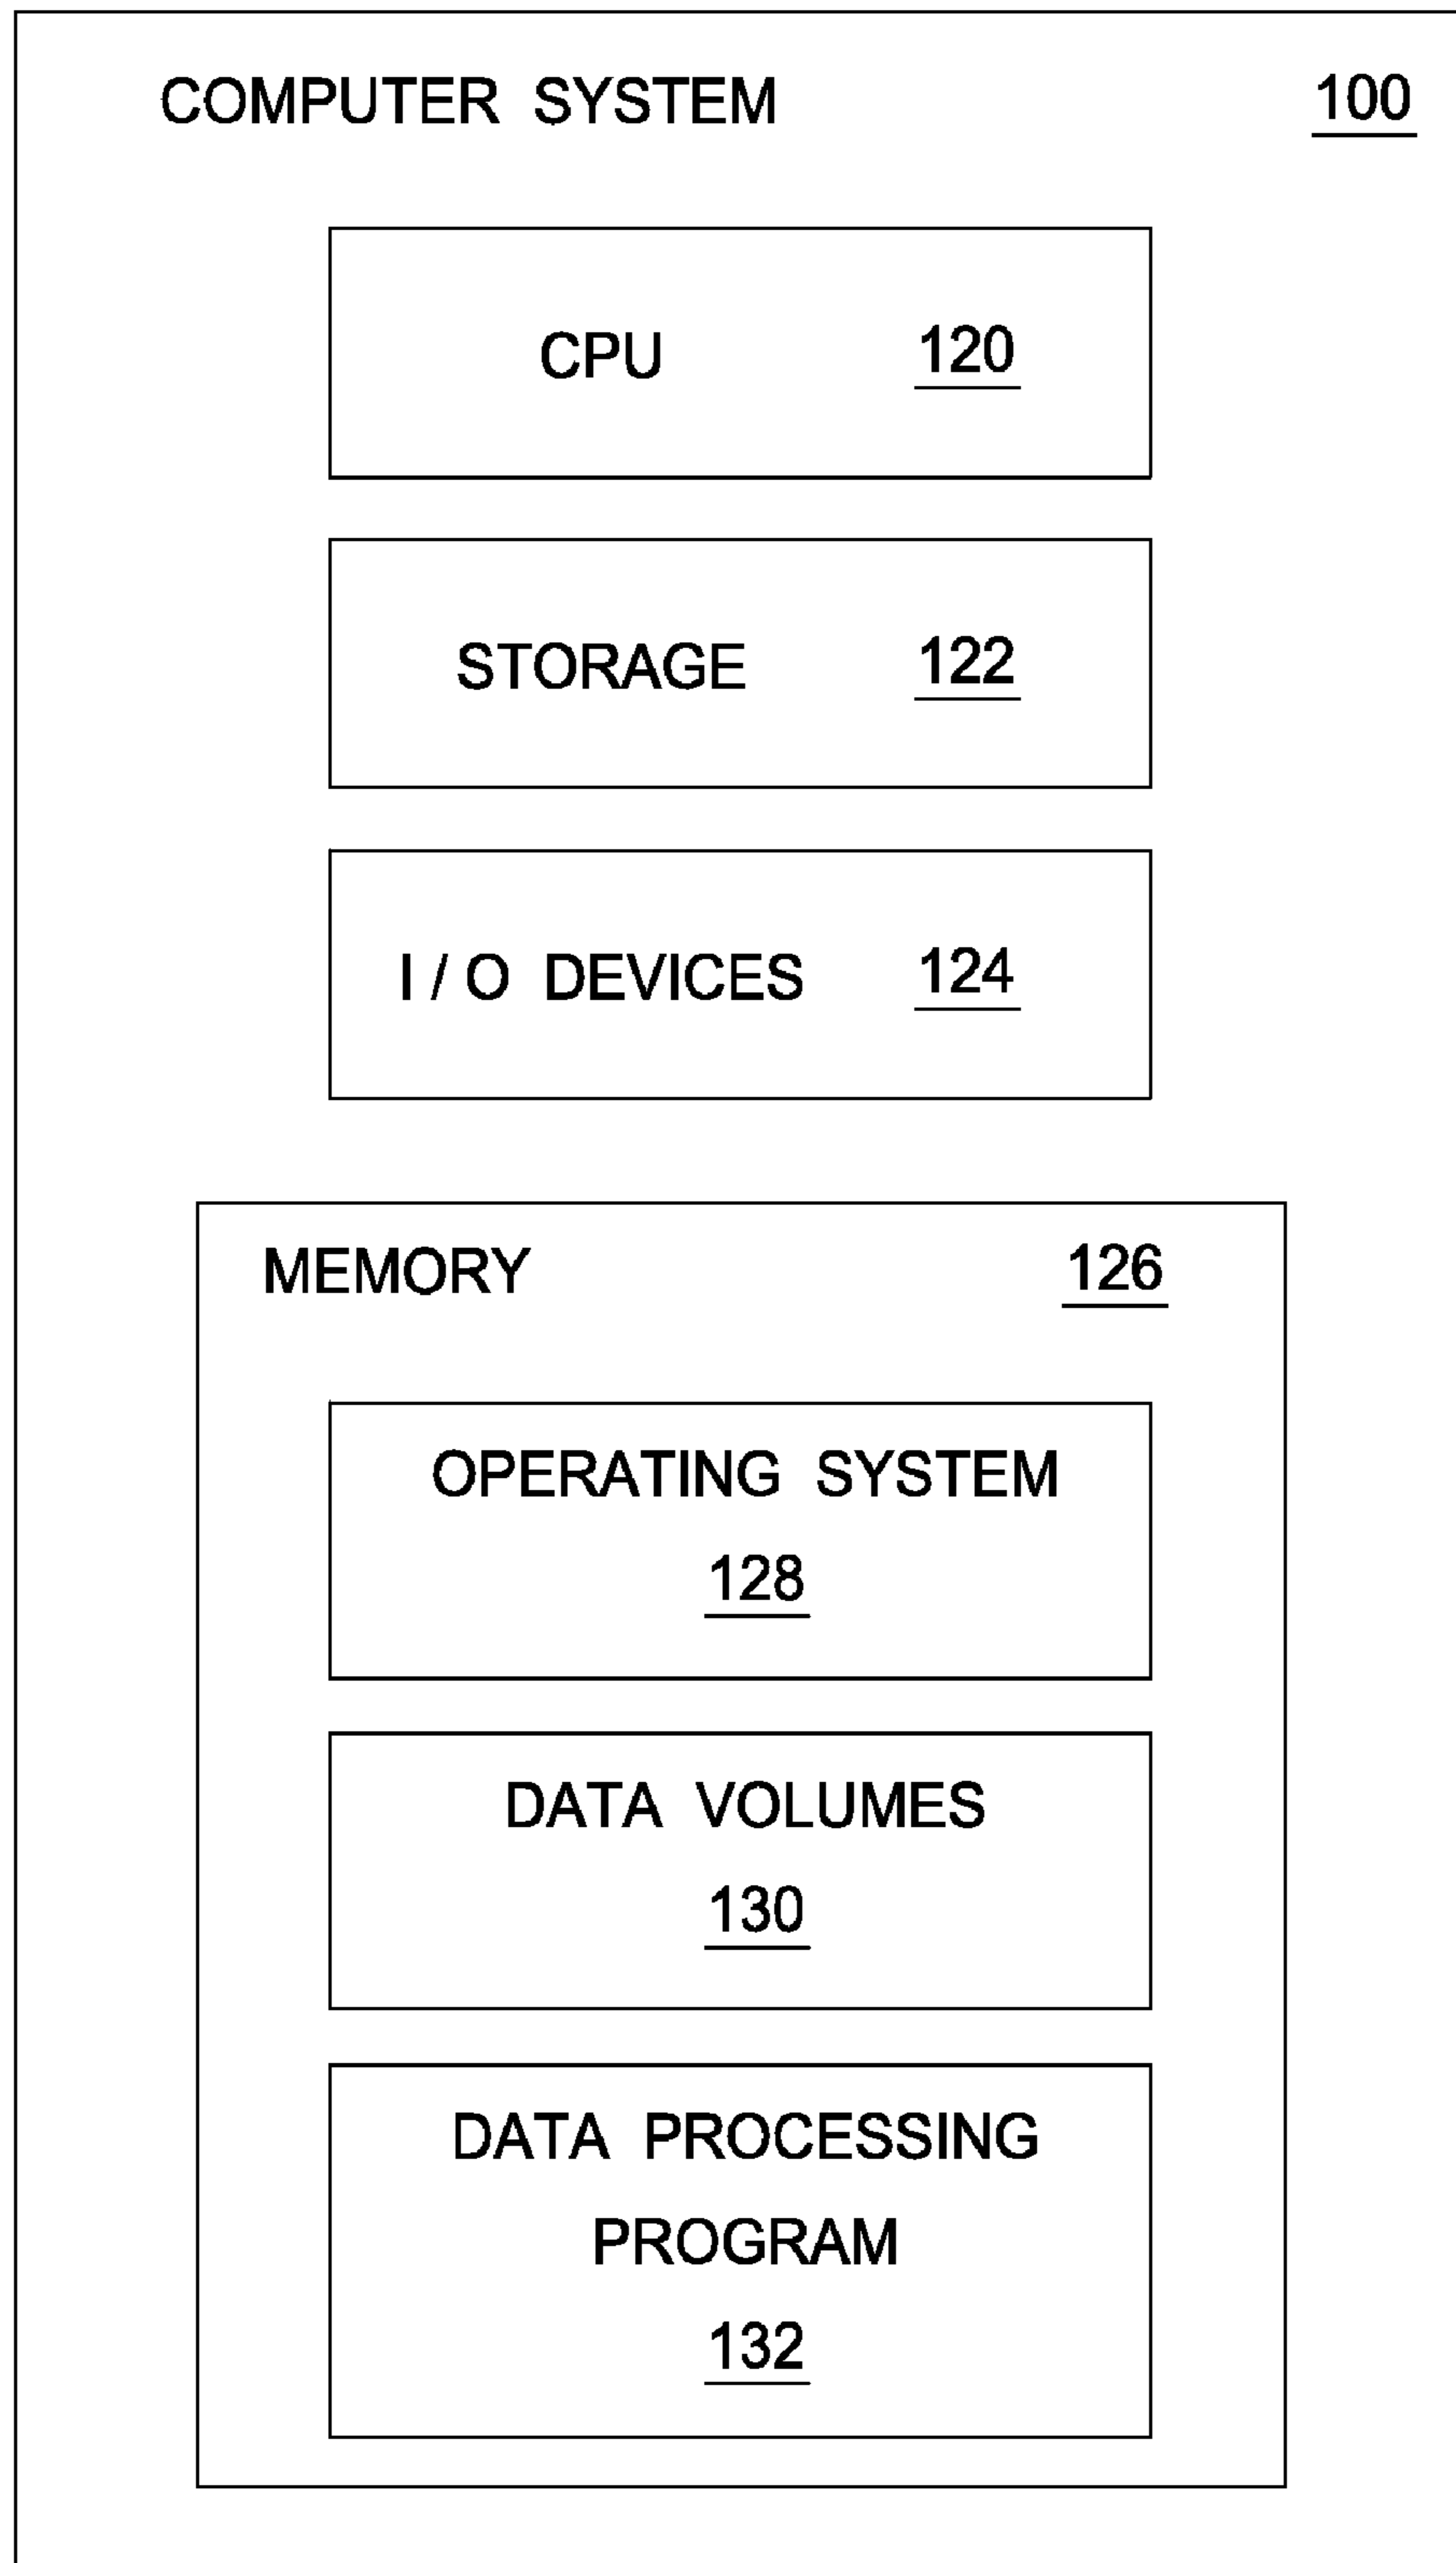 COMPUTER SYSTEM 100
CPU 120
STORAGE 122
I / O DEVICES 124
MEMORY 126
OPERATING SYSTEM
128
DATA VOLUMES
130
DATA PROCESSING
PROGRAM
132